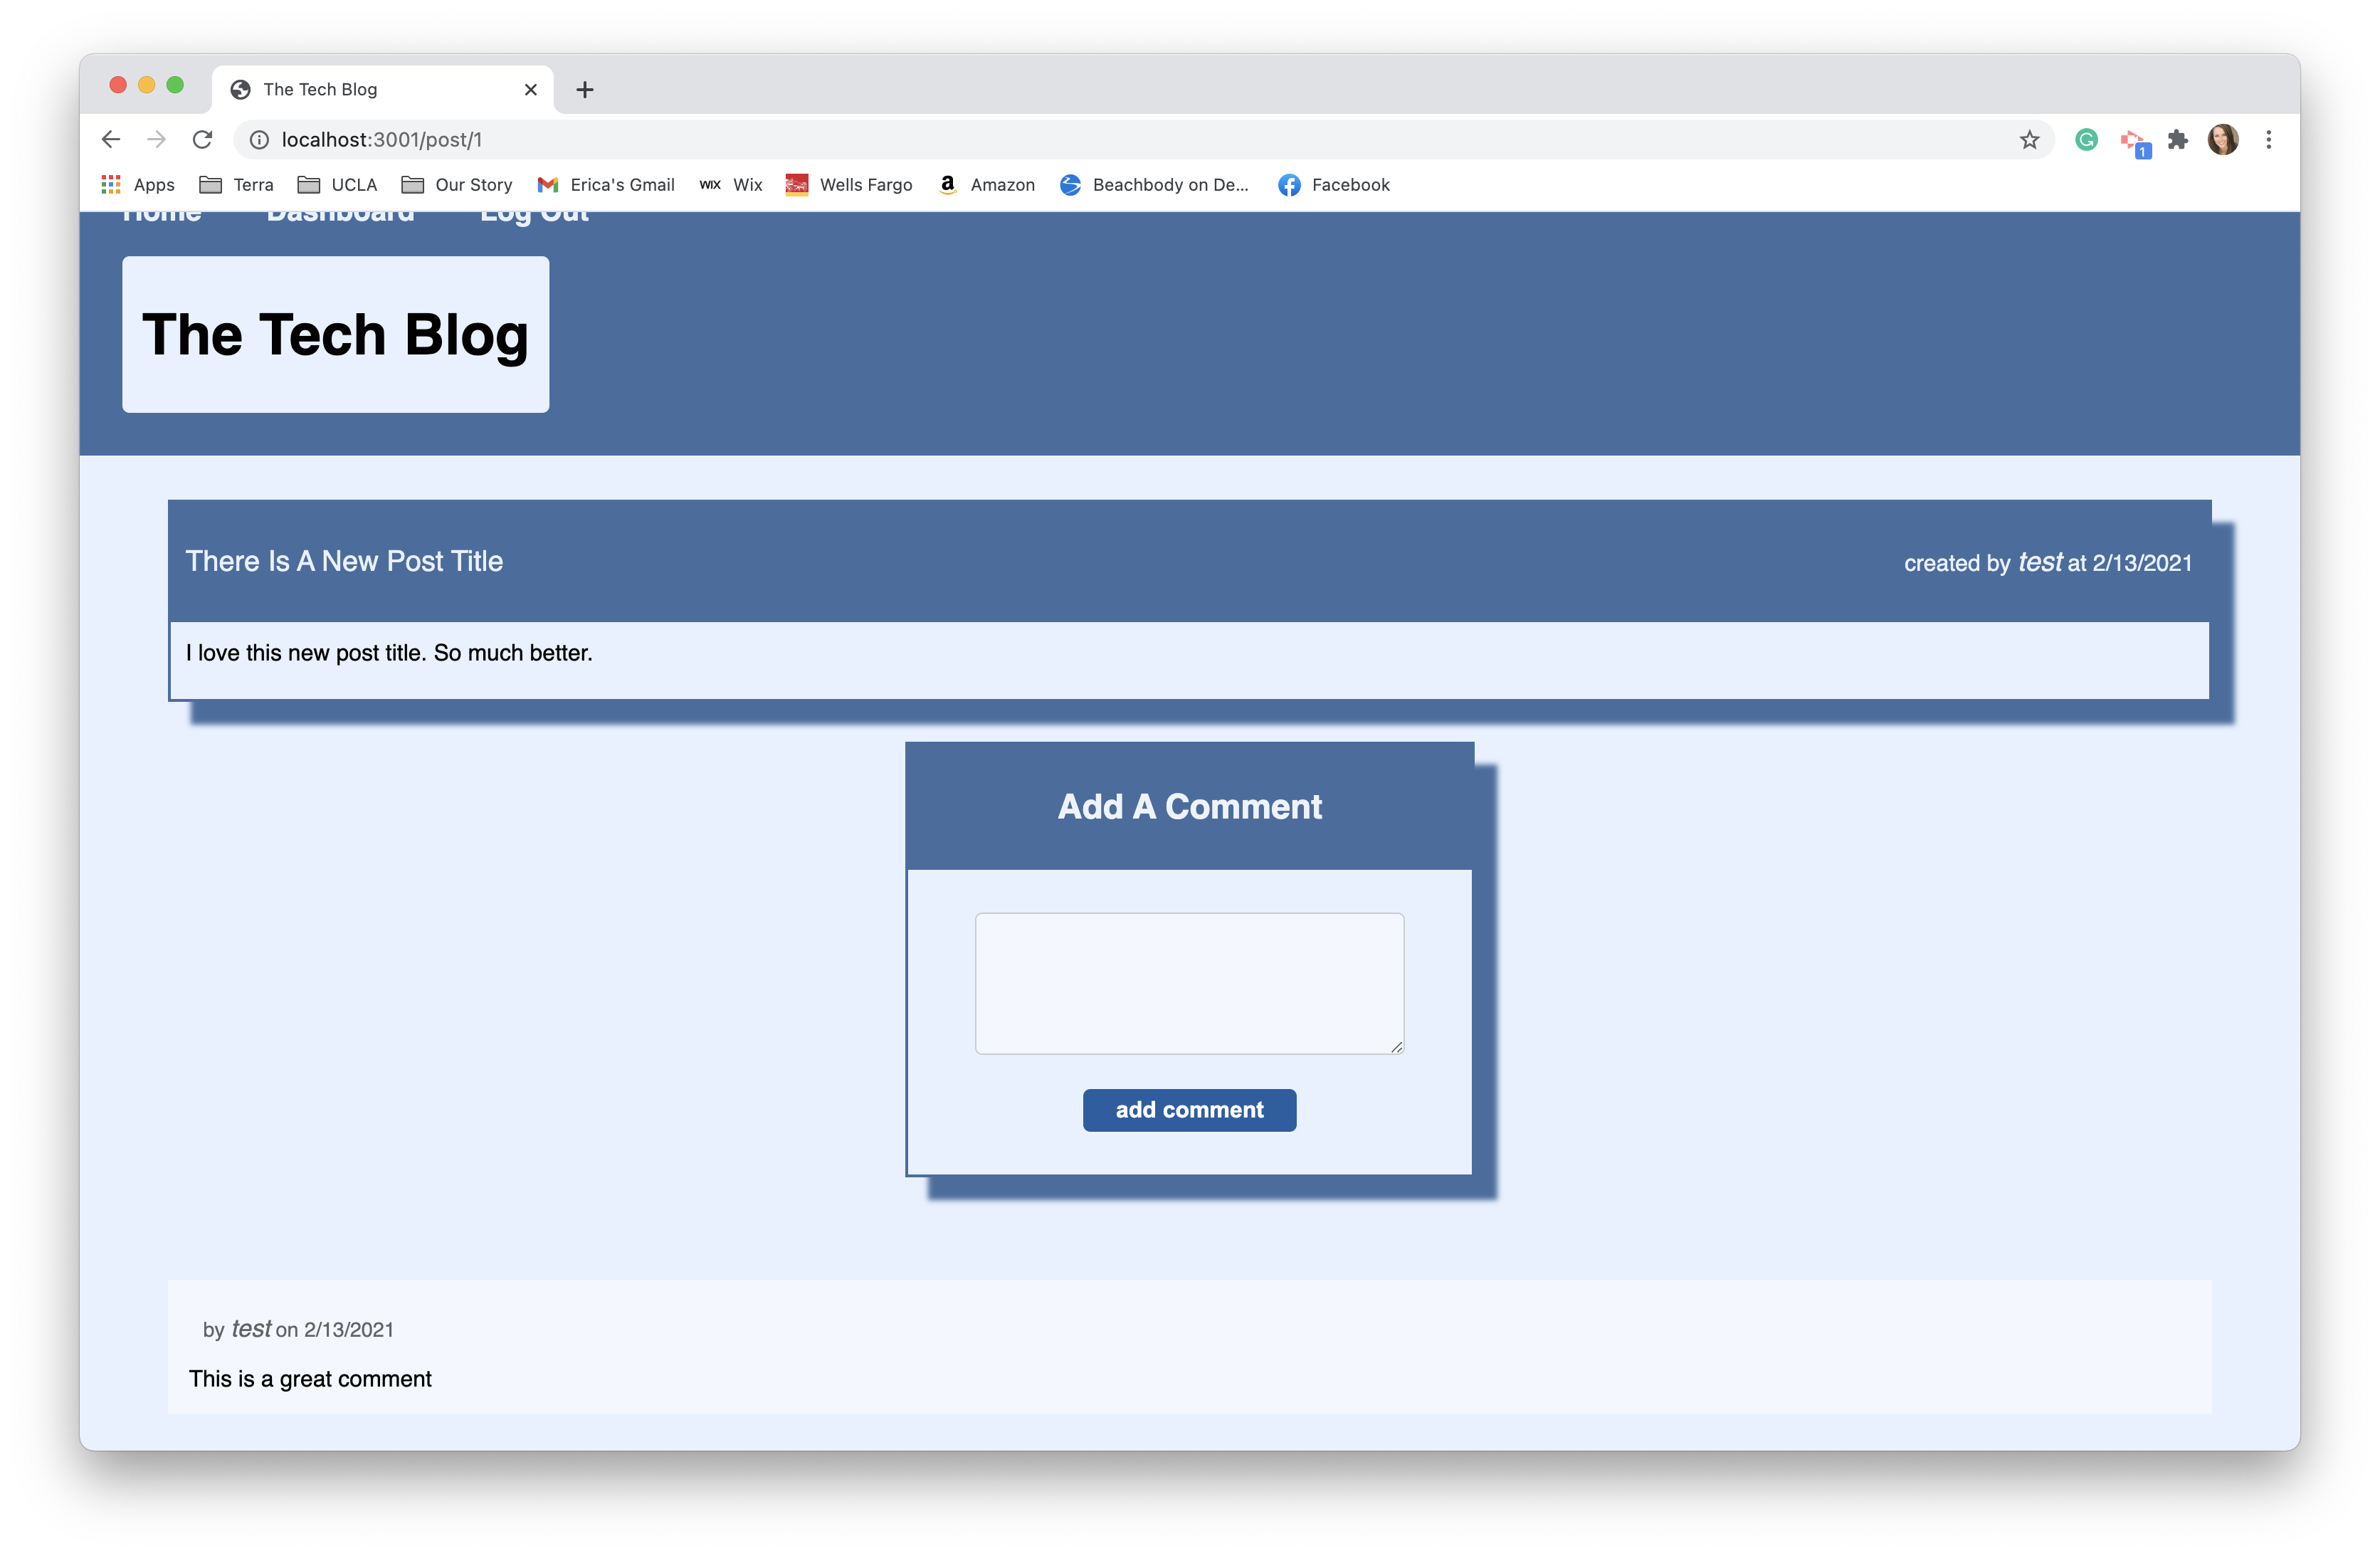 The Tech Blog
localhost:3001/post/1
1
Apps Terra UCLA Our Story Erica's Gmail WIX Wix Wells Fargo a Amazon Beachbody on De... Facebook
Home Dashboard Log Out
The Tech Blog
There Is A New Post Title created by test at 2/13/2021
I love this new post title. So much better.
Add A Comment
add comment
by test on 2/13/2021
This is a great comment